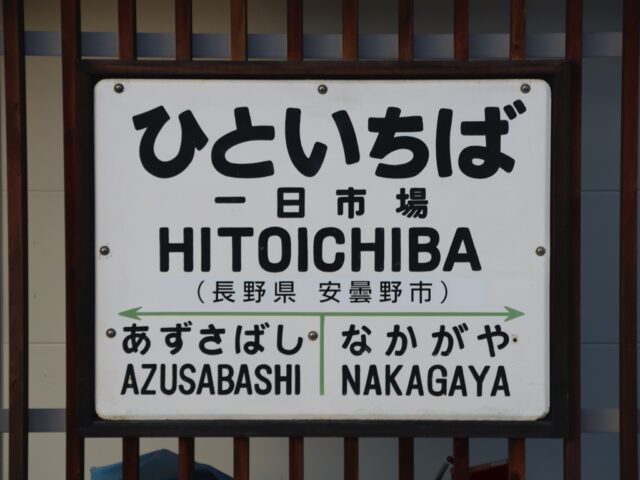 ひといちば
一日市場
HITOICHIBA
(長野県 安曇野市)
あずさばし なかがや
AZUSABASHI NAKAGAYA